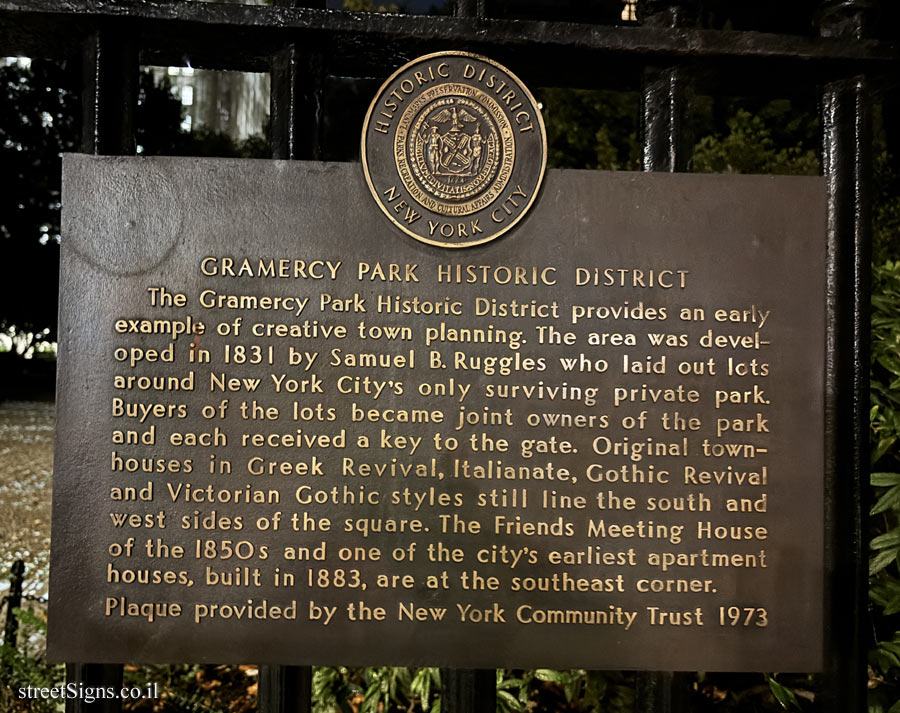 HISTORIC DISTRICT
NEW YORK CITY
GRAMERCY PARK HISTORIC DISTRICT
The Gramercy Park Historic District provides an early
example of creative town planning. The area was devel-
oped in 1831 by Samuel B. Ruggles who laid out lots
around New York City's only surviving private park.
Buyers of the lots became joint owners of the park
and each received a key to the gate. Original town-
houses in Greek Revival, Italianate, Gothic Revival
and Victorian Gothic styles still line the south and
west sides of the square. The Friends Meeting House
of the 1850s and one of the city's earliest apartment
houses, built in 1883, are at the southeast corner.
Plaque provided by the New York Community Trust 1973
streetSigns.co.il